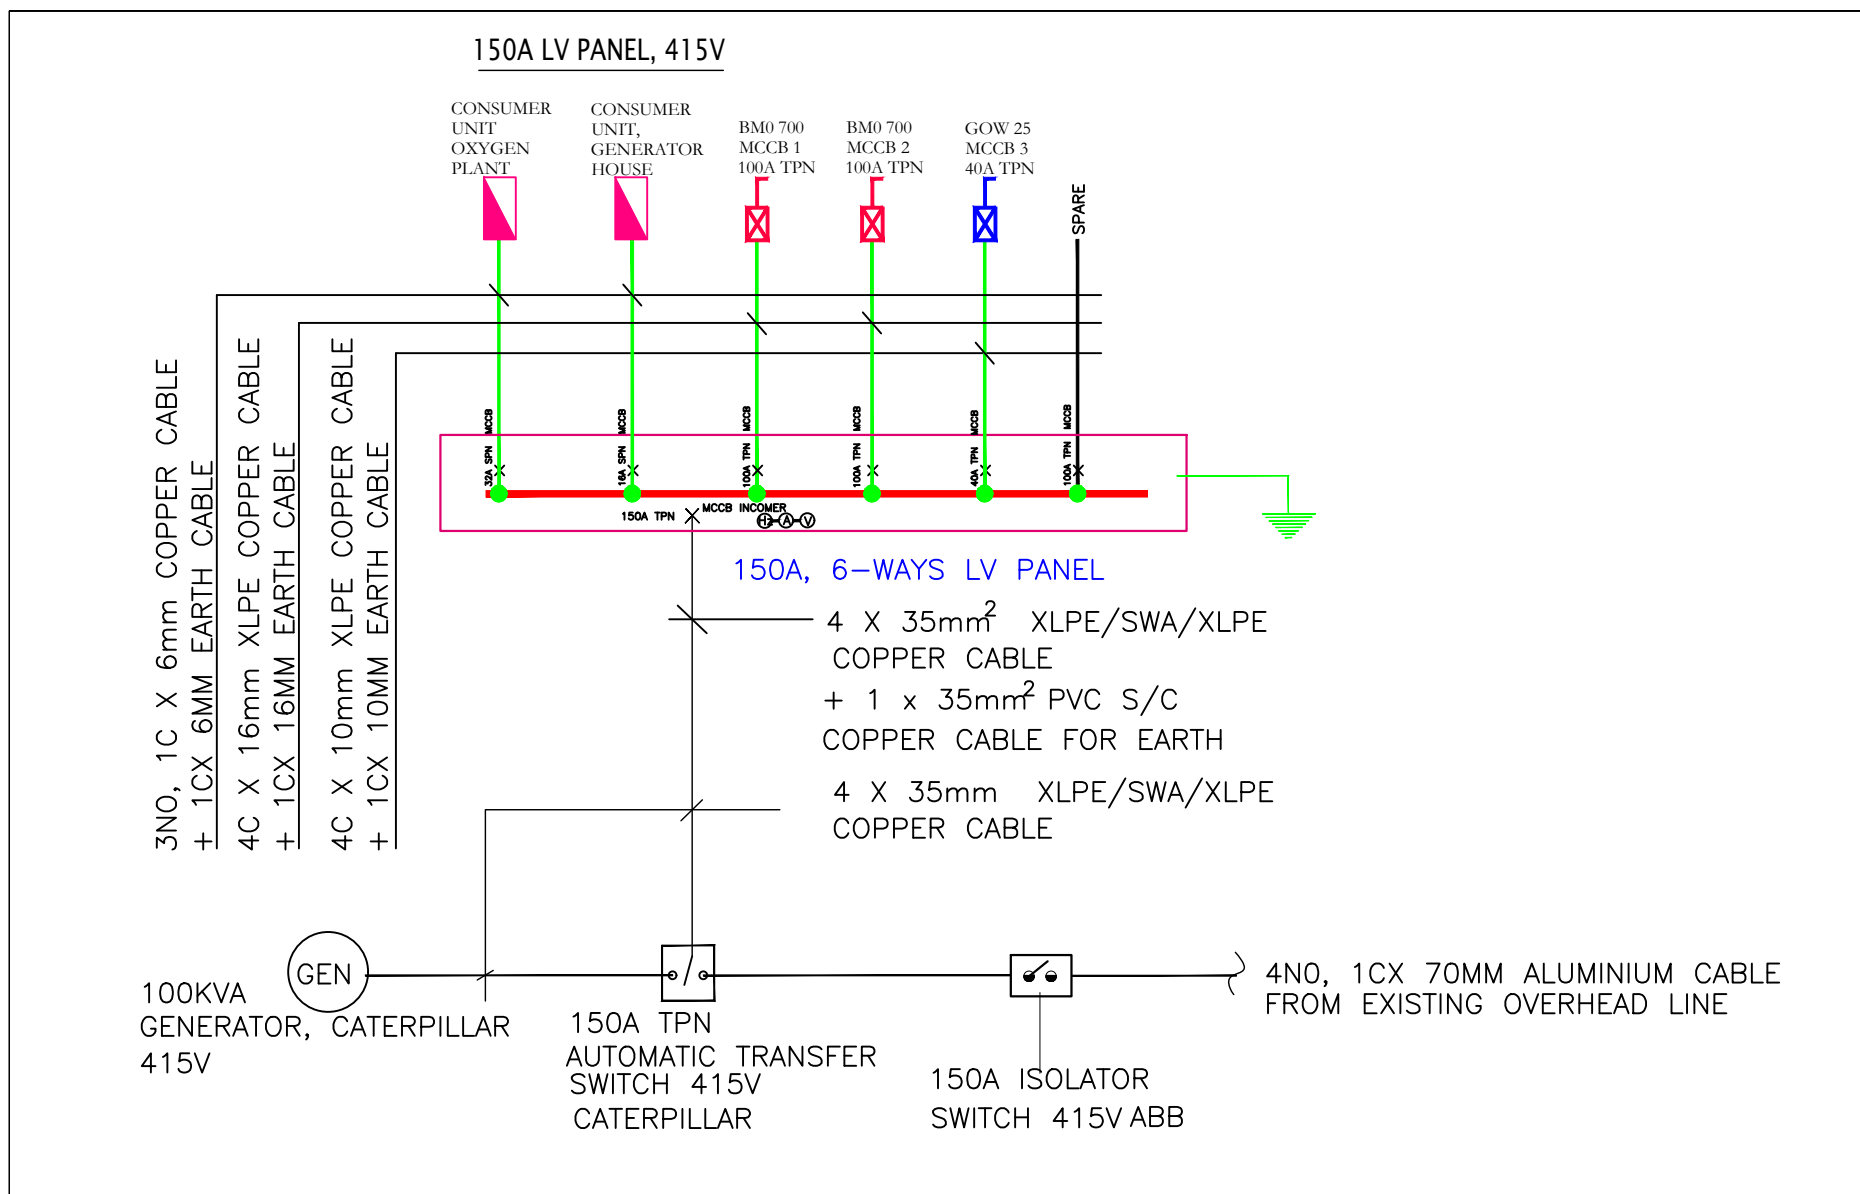 150A LV PANEL, 415V
CONSUMER
UNIT
OXYGEN
PLANT
CONSUMER
UNIT,
GENERATOR
HOUSE
BM0 700
MCCB 1
100A TPN
BM0 700
MCCB 2
100A TPN
GOW 25
MCCB 3
40A TPN
SPARE
3NO, 1C X 6mm COPPER CABLE
+ 1CX 6MM EARTH CABLE
4C X 16mm XLPE COPPER CABLE
+ 1CX 16MM EARTH CABLE
4C X 10mm XLPE COPPER CABLE
+ 1CX 10MM EARTH CABLE
32A SPN MCCB
16A SPN MCCB
100A TPN MCCB
100A TPN MCCB
40A TPN MCCB
100A TPN MCCB
150A TPN
MCCB INCOMER
Hz A V
150A, 6-WAYS LV PANEL
4 X 35mm² XLPE/SWA/XLPE
COPPER CABLE
+ 1 x 35mm² PVC S/C
COPPER CABLE FOR EARTH
4 X 35mm XLPE/SWA/XLPE
COPPER CABLE
GEN
100KVA
GENERATOR, CATERPILLAR
415V
150A TPN
AUTOMATIC TRANSFER
SWITCH 415V
CATERPILLAR
150A ISOLATOR
SWITCH 415V ABB
4NO, 1CX 70MM ALUMINIUM CABLE
FROM EXISTING OVERHEAD LINE